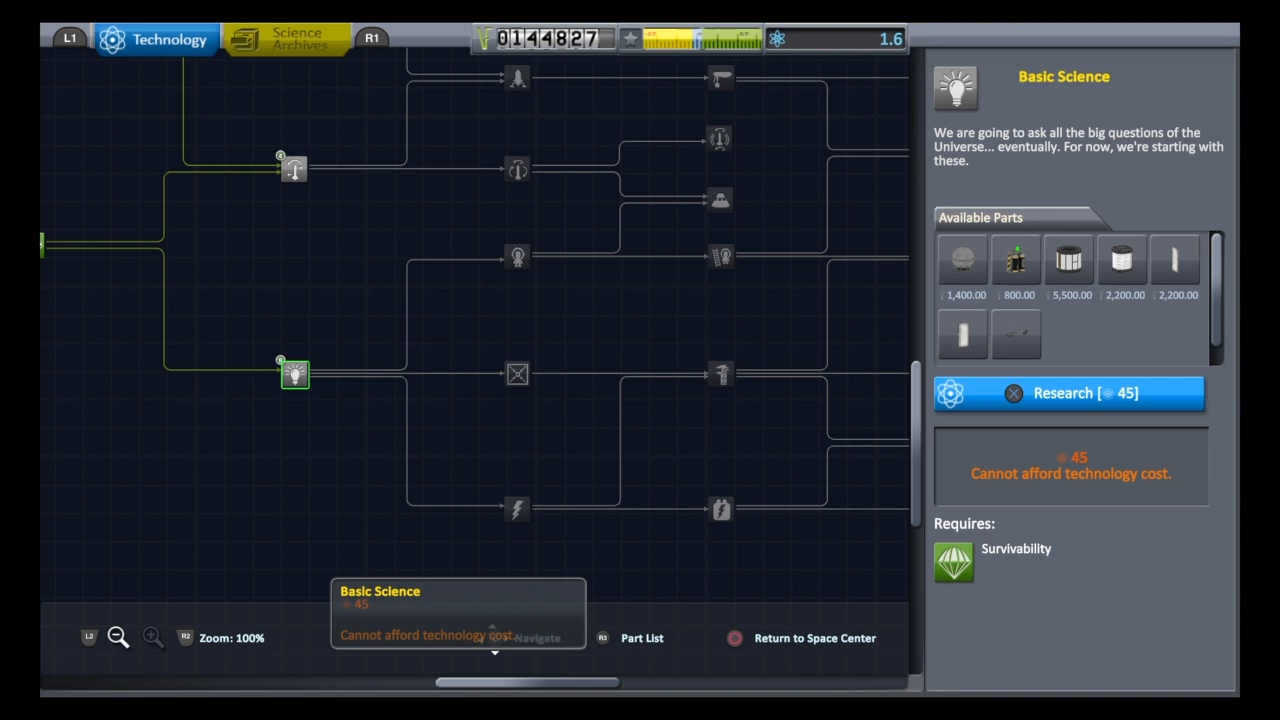 L1
Technology
Science
Archives
R1
0144827
1.6
Basic Science
We are going to ask all the big questions of the
Universe... eventually. For now, we're starting with
these.
Available Parts
1,400.00
800.00
5,500.00
2,200.00
2,200.00
Research [ 45]
45
Cannot afford technology cost.
Requires:
Survivability
Basic Science
45
Cannot afford technology cost.
L2
R2
Zoom: 100%
Navigate
R3
Part List
Return to Space Center